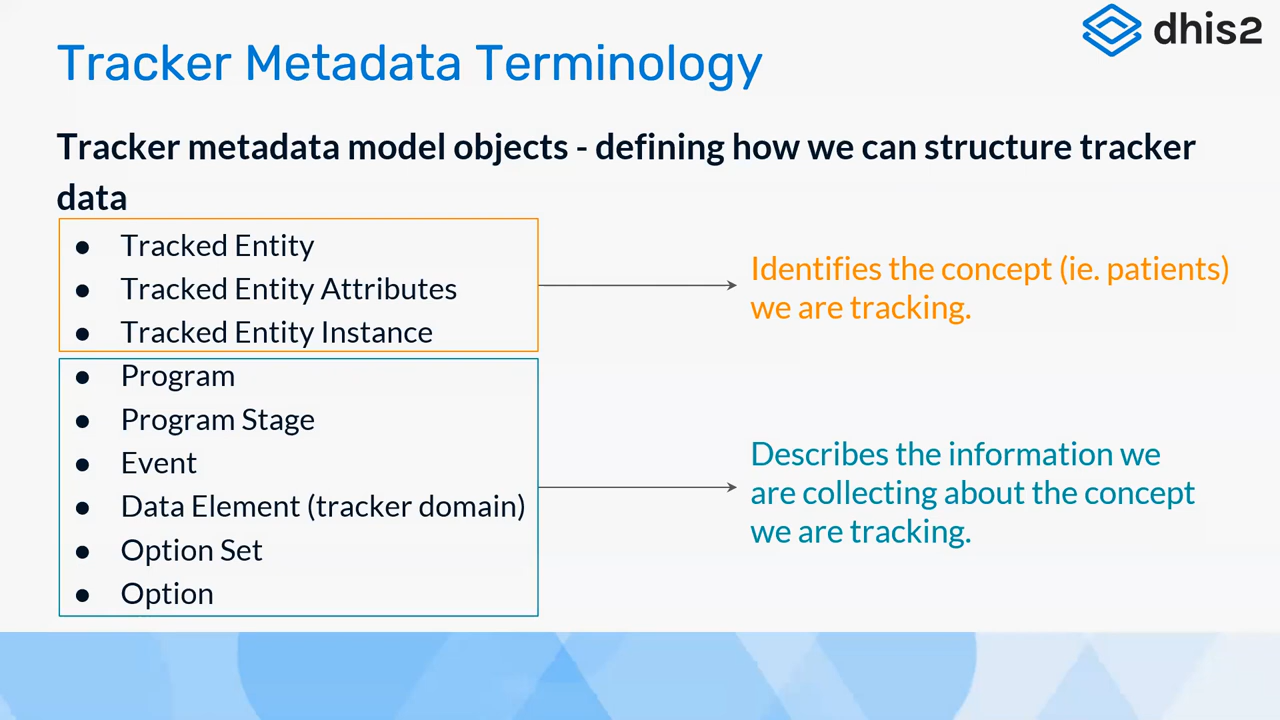 dhis2
Tracker Metadata Terminology
Tracker metadata model objects - defining how we can structure tracker
data
● Tracked Entity
● Tracked Entity Attributes
● Tracked Entity Instance
Identifies the concept (ie. patients)
we are tracking.
● Program
● Program Stage
● Event
● Data Element (tracker domain)
● Option Set
● Option
Describes the information we
are collecting about the concept
we are tracking.